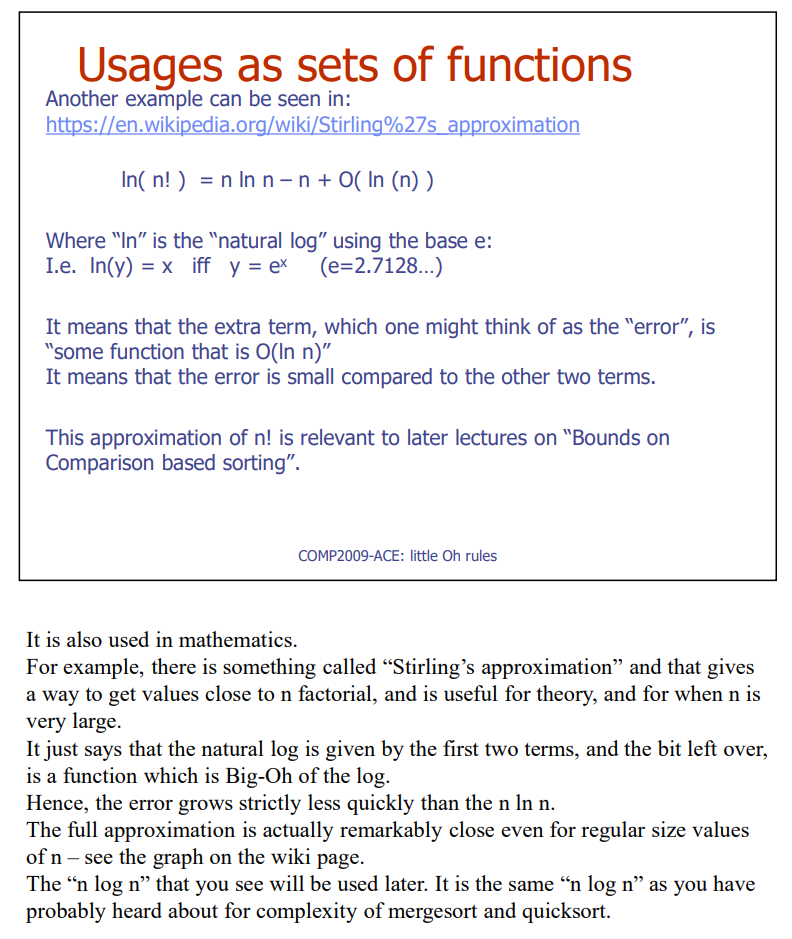 Usages as sets of functions
Another example can be seen in:
https://en.wikipedia.org/wiki/Stirling%27s_approximation
ln( n! ) = n ln n – n + O( ln (n) )
Where “ln” is the “natural log” using the base e:
I.e. ln(y) = x iff y = eˣ (e=2.7128…)
It means that the extra term, which one might think of as the “error”, is
“some function that is O(ln n)”
It means that the error is small compared to the other two terms.
This approximation of n! is relevant to later lectures on “Bounds on
Comparison based sorting”.
COMP2009-ACE: little Oh rules
It is also used in mathematics.
For example, there is something called “Stirling’s approximation” and that gives
a way to get values close to n factorial, and is useful for theory, and for when n is
very large.
It just says that the natural log is given by the first two terms, and the bit left over,
is a function which is Big-Oh of the log.
Hence, the error grows strictly less quickly than the n ln n.
The full approximation is actually remarkably close even for regular size values
of n – see the graph on the wiki page.
The “n log n” that you see will be used later. It is the same “n log n” as you have
probably heard about for complexity of mergesort and quicksort.